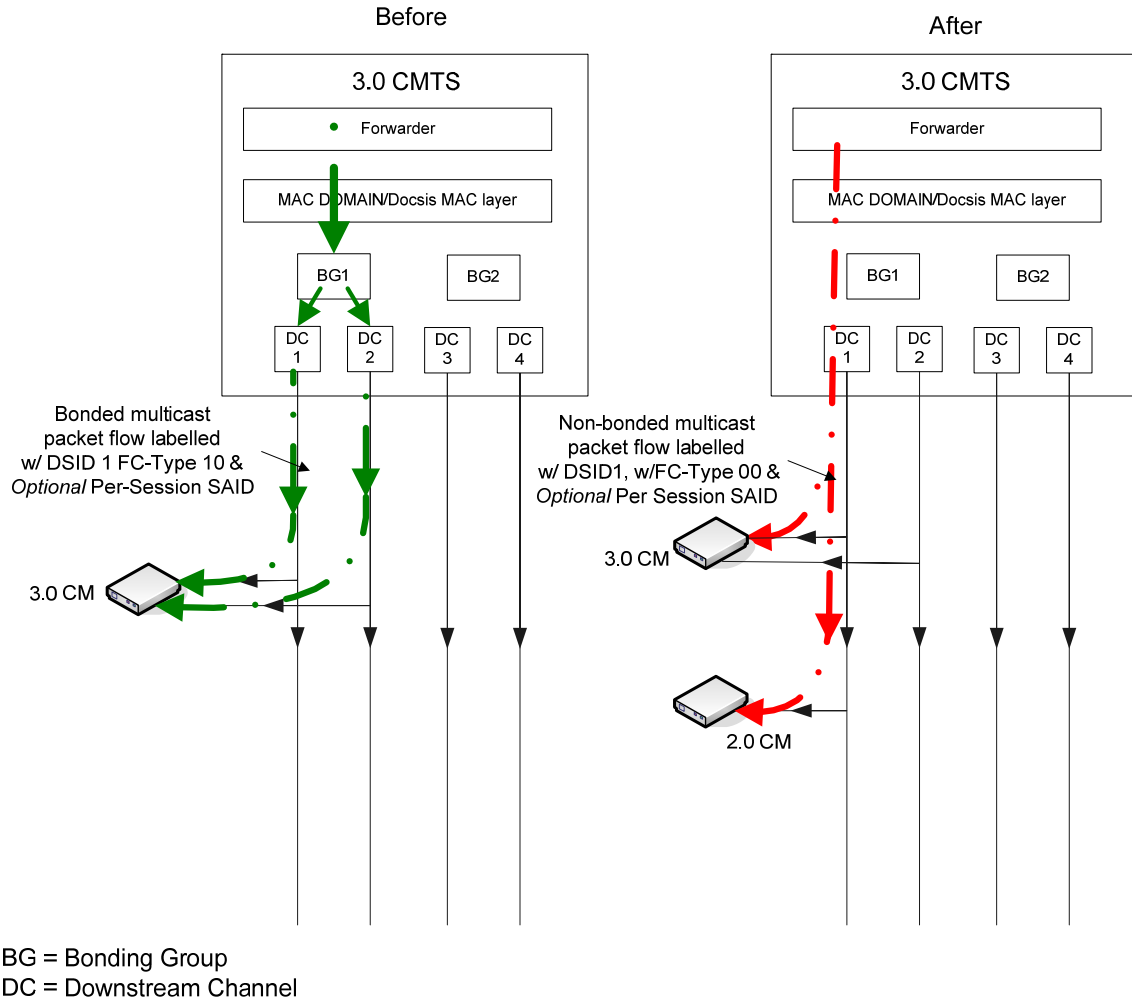 Before
3.0 CMTS
Forwarder
MAC DOMAIN/Docsis MAC layer
BG1
BG2
DC
1
DC
2
DC
3
DC
4
Bonded multicast
packet flow labelled
w/ DSID 1 FC-Type 10 &
Optional Per-Session SAID
3.0 CM
After
3.0 CMTS
Forwarder
MAC DOMAIN/Docsis MAC layer
BG1
BG2
DC
1
DC
2
DC
3
DC
4
Non-bonded multicast
packet flow labelled
w/ DSID1, w/FC-Type 00 &
Optional Per Session SAID
3.0 CM
2.0 CM
BG = Bonding Group
DC = Downstream Channel